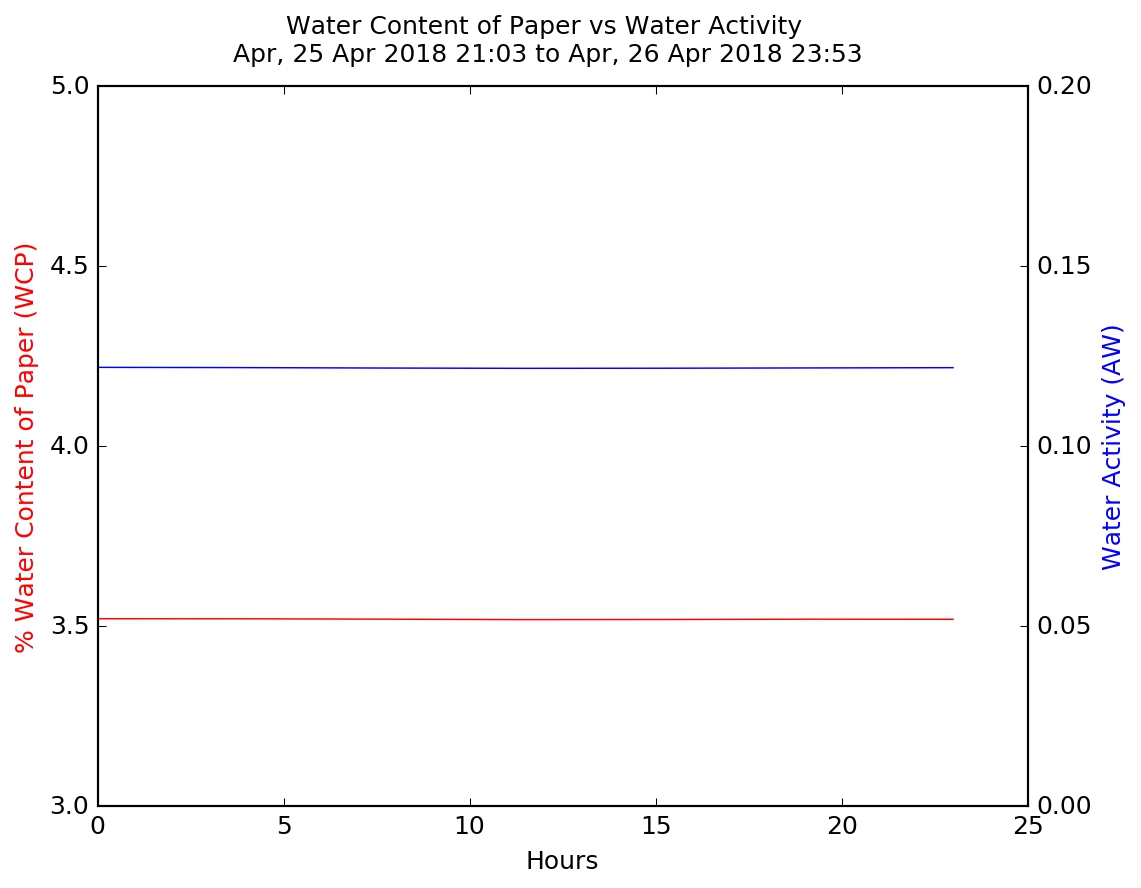 Water Content of Paper vs Water Activity
Apr, 25 Apr 2018 21:03 to Apr, 26 Apr 2018 23:53
5.0
4.5
4.0
3.5
3.0
% Water Content of Paper (WCP)
0.20
0.15
0.10
0.05
0.00
Water Activity (AW)
0 5 10 15 20 25
Hours